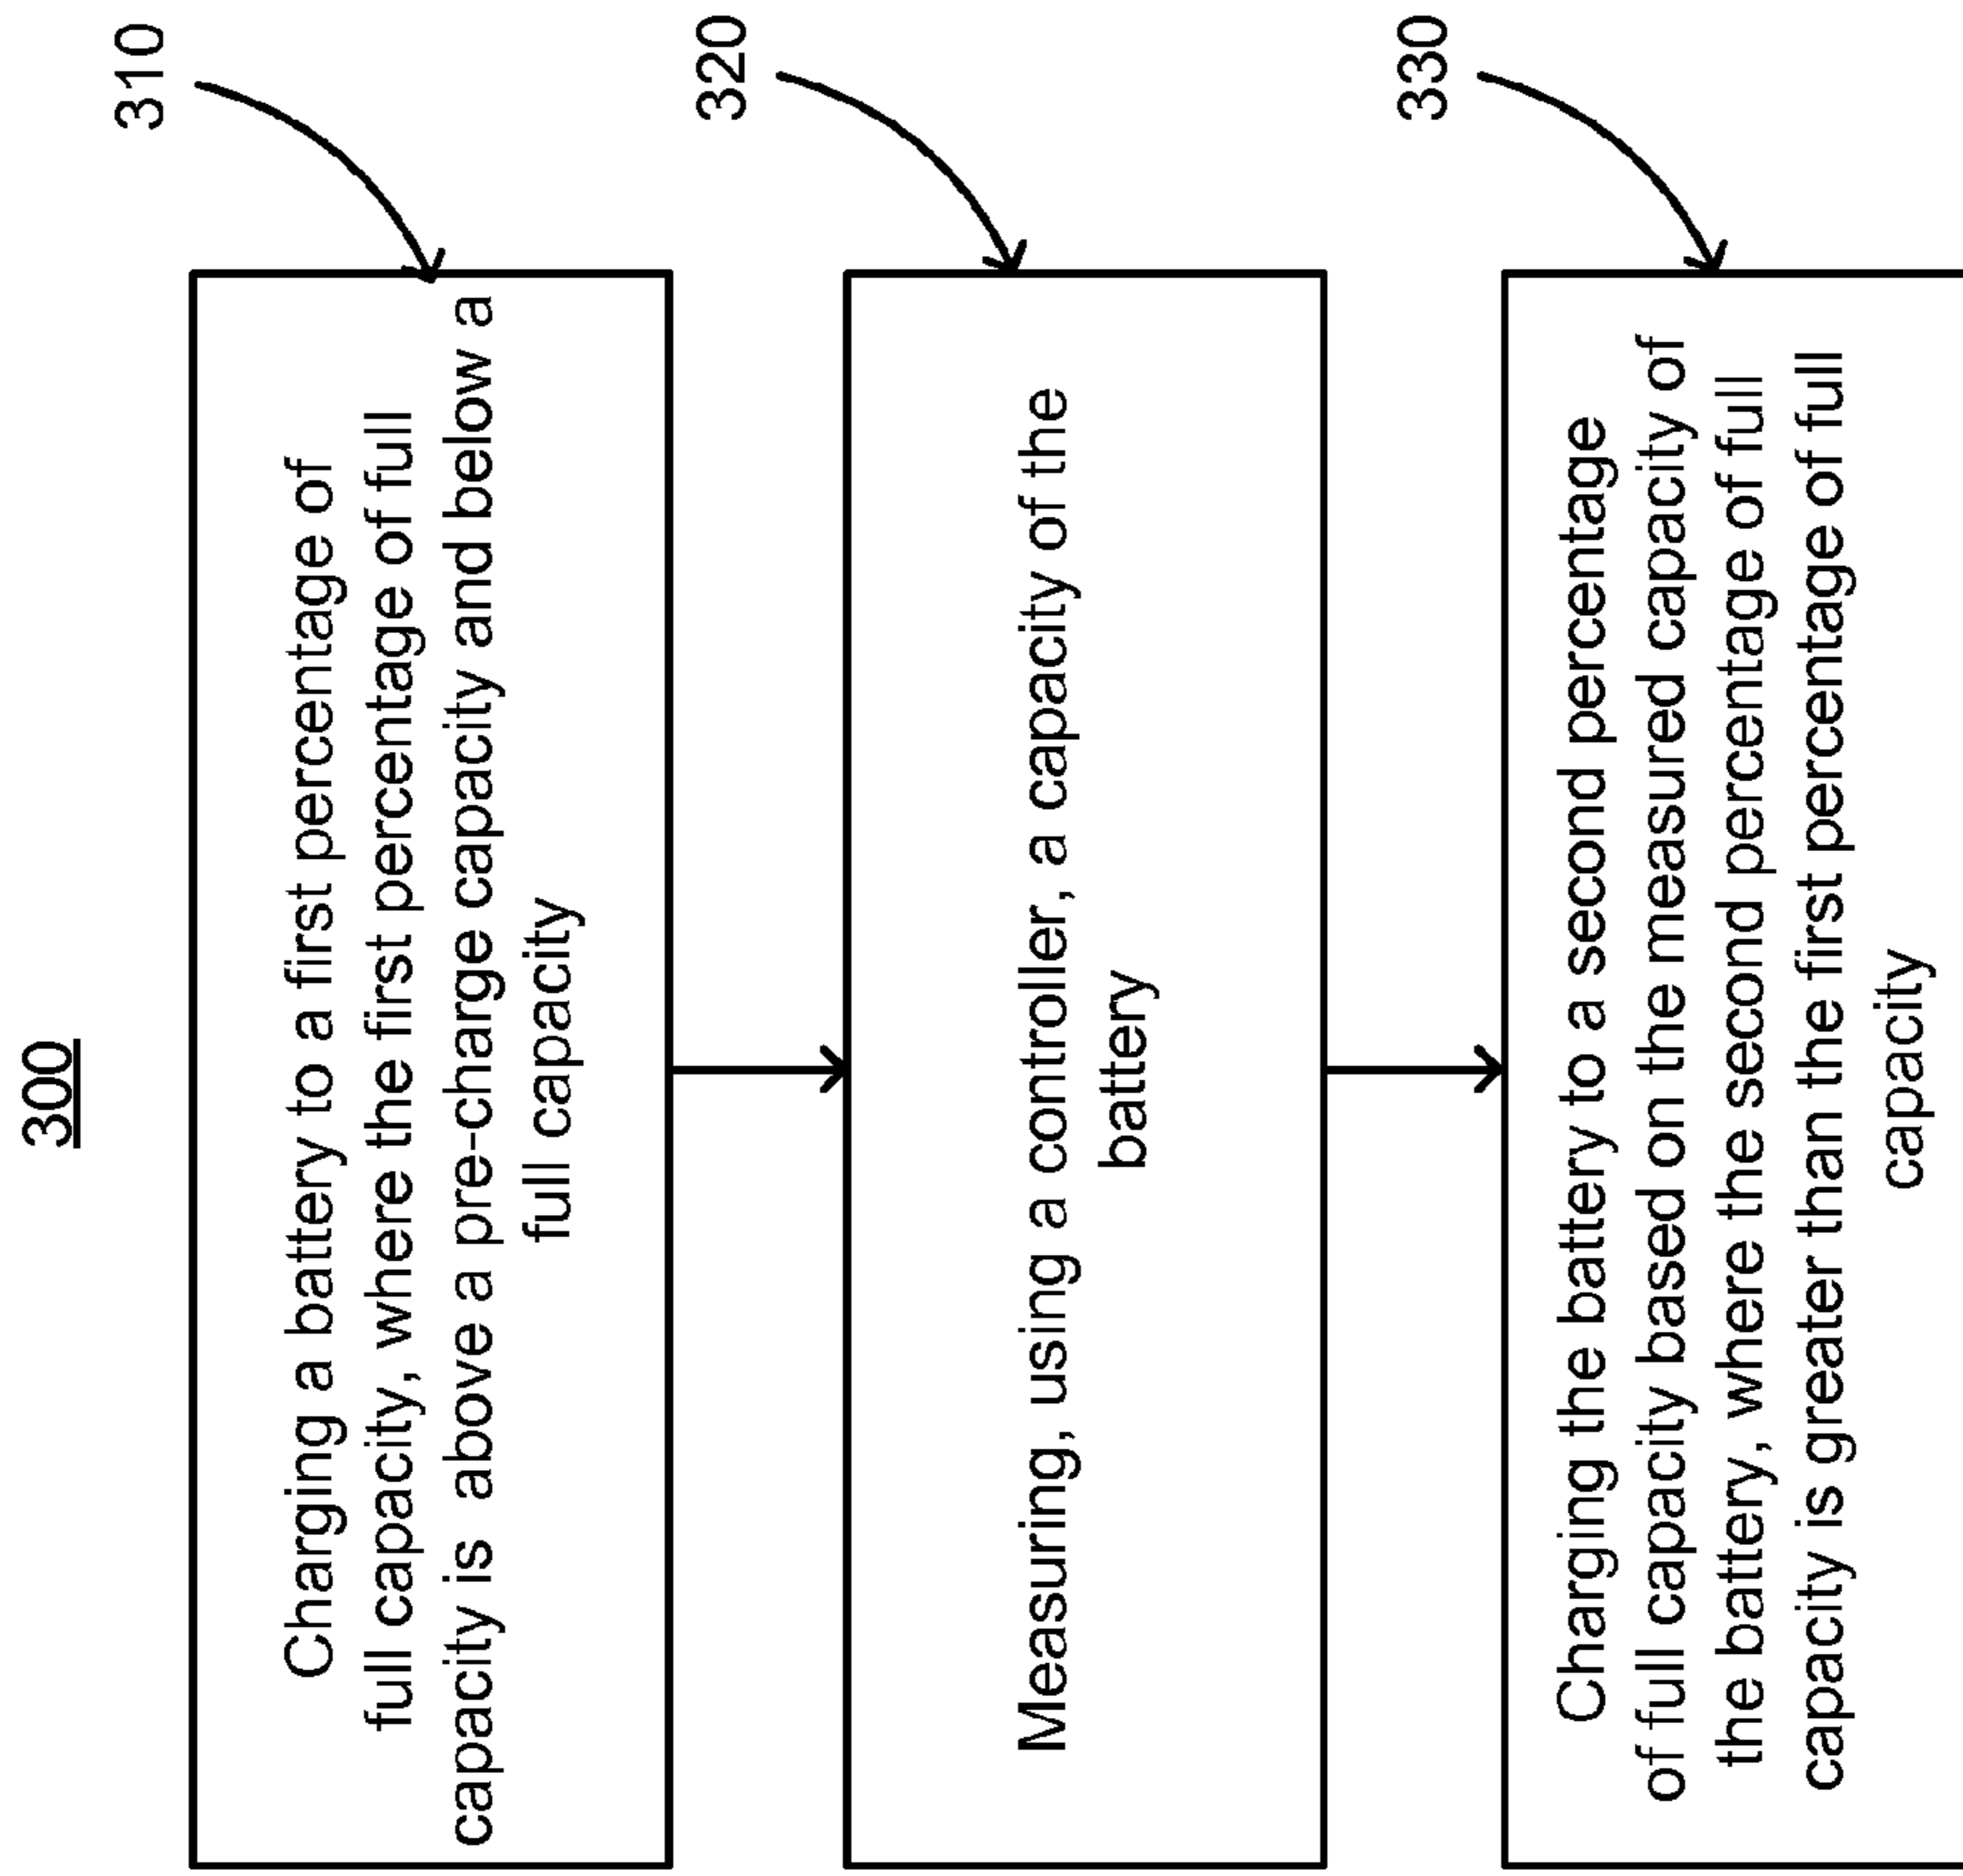 300
310
Charging a battery to a first percentage of
full capacity, where the first percentage of full
capacity is above a pre-charge capacity and below a
full capacity
320
Measuring, using a controller, a capacity of the
battery
330
Charging the battery to a second percentage
of full capacity based on the measured capacity of
the battery, where the second percentage of full
capacity is greater than the first percentage of full
capacity